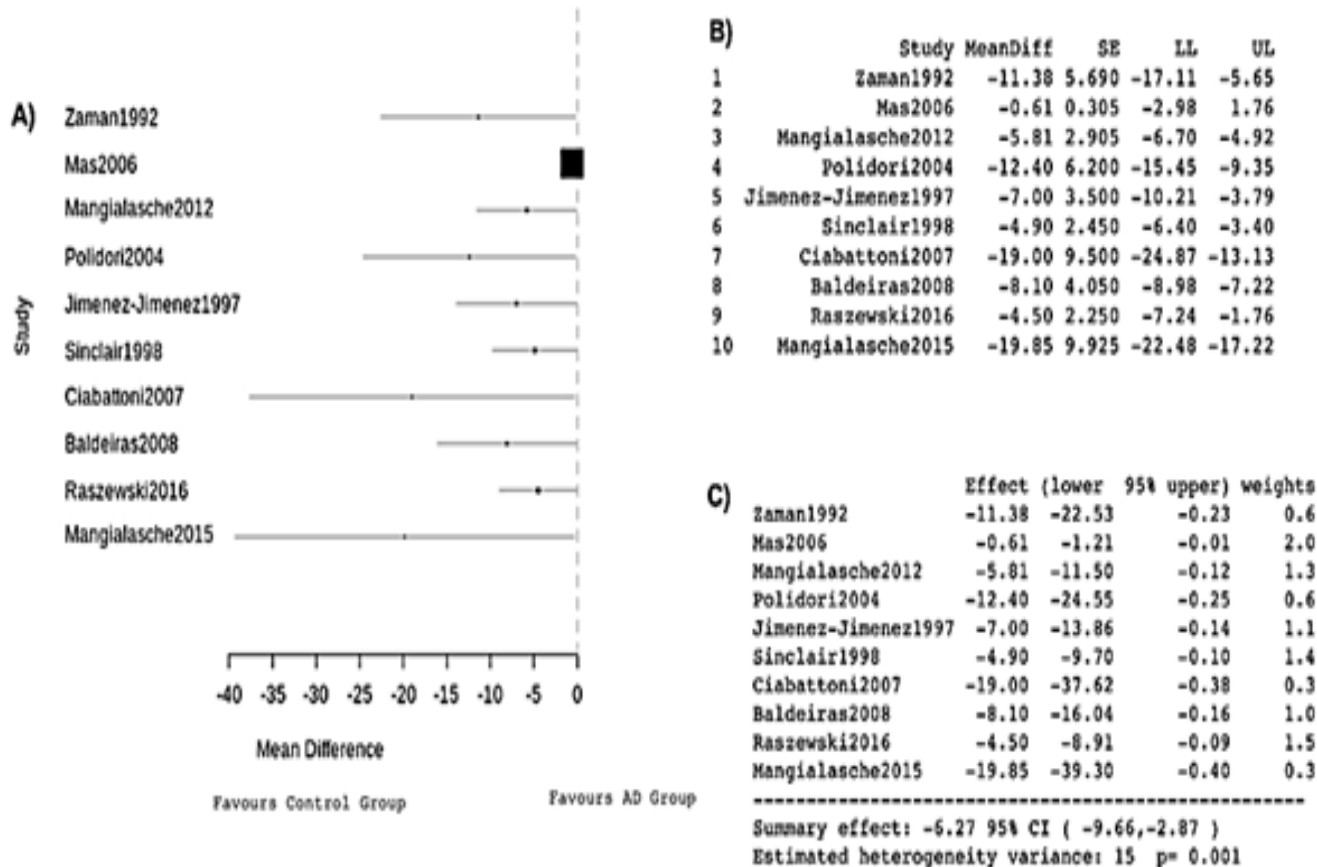 A)
Study
Zaman1992
Mas2006
Mangialasche2012
Polidori2004
Jimenez-Jimenez1997
Sinclair1998
Ciabattoni2007
Baldeiras2008
Raszewski2016
Mangialasche2015
-40 -35 -30 -25 -20 -15 -10 -5 0
Mean Difference
Favours Control Group Favours AD Group
B)
Study MeanDiff SE LL UL
1 Zaman1992 -11.38 5.690 -17.11 -5.65
2 Mas2006 -0.61 0.305 -2.98 1.76
3 Mangialasche2012 -5.81 2.905 -6.70 -4.92
4 Polidori2004 -12.40 6.200 -15.45 -9.35
5 Jimenez-Jimenez1997 -7.00 3.500 -10.21 -3.79
6 Sinclair1998 -4.90 2.450 -6.40 -3.40
7 Ciabattoni2007 -19.00 9.500 -24.87 -13.13
8 Baldeiras2008 -8.10 4.050 -8.98 -7.22
9 Raszewski2016 -4.50 2.250 -7.24 -1.76
10 Mangialasche2015 -19.85 9.925 -22.48 -17.22
C)
Effect (lower 95% upper) weights
Zaman1992 -11.38 -22.53 -0.23 0.6
Mas2006 -0.61 -1.21 -0.01 2.0
Mangialasche2012 -5.81 -11.50 -0.12 1.3
Polidori2004 -12.40 -24.55 -0.25 0.6
Jimenez-Jimenez1997 -7.00 -13.86 -0.14 1.1
Sinclair1998 -4.90 -9.70 -0.10 1.4
Ciabattoni2007 -19.00 -37.62 -0.38 0.3
Baldeiras2008 -8.10 -16.04 -0.16 1.0
Raszewski2016 -4.50 -8.91 -0.09 1.5
Mangialasche2015 -19.85 -39.30 -0.40 0.3
Summary effect: -6.27 95% CI ( -9.66,-2.87 )
Estimated heterogeneity variance: 15 p= 0.001